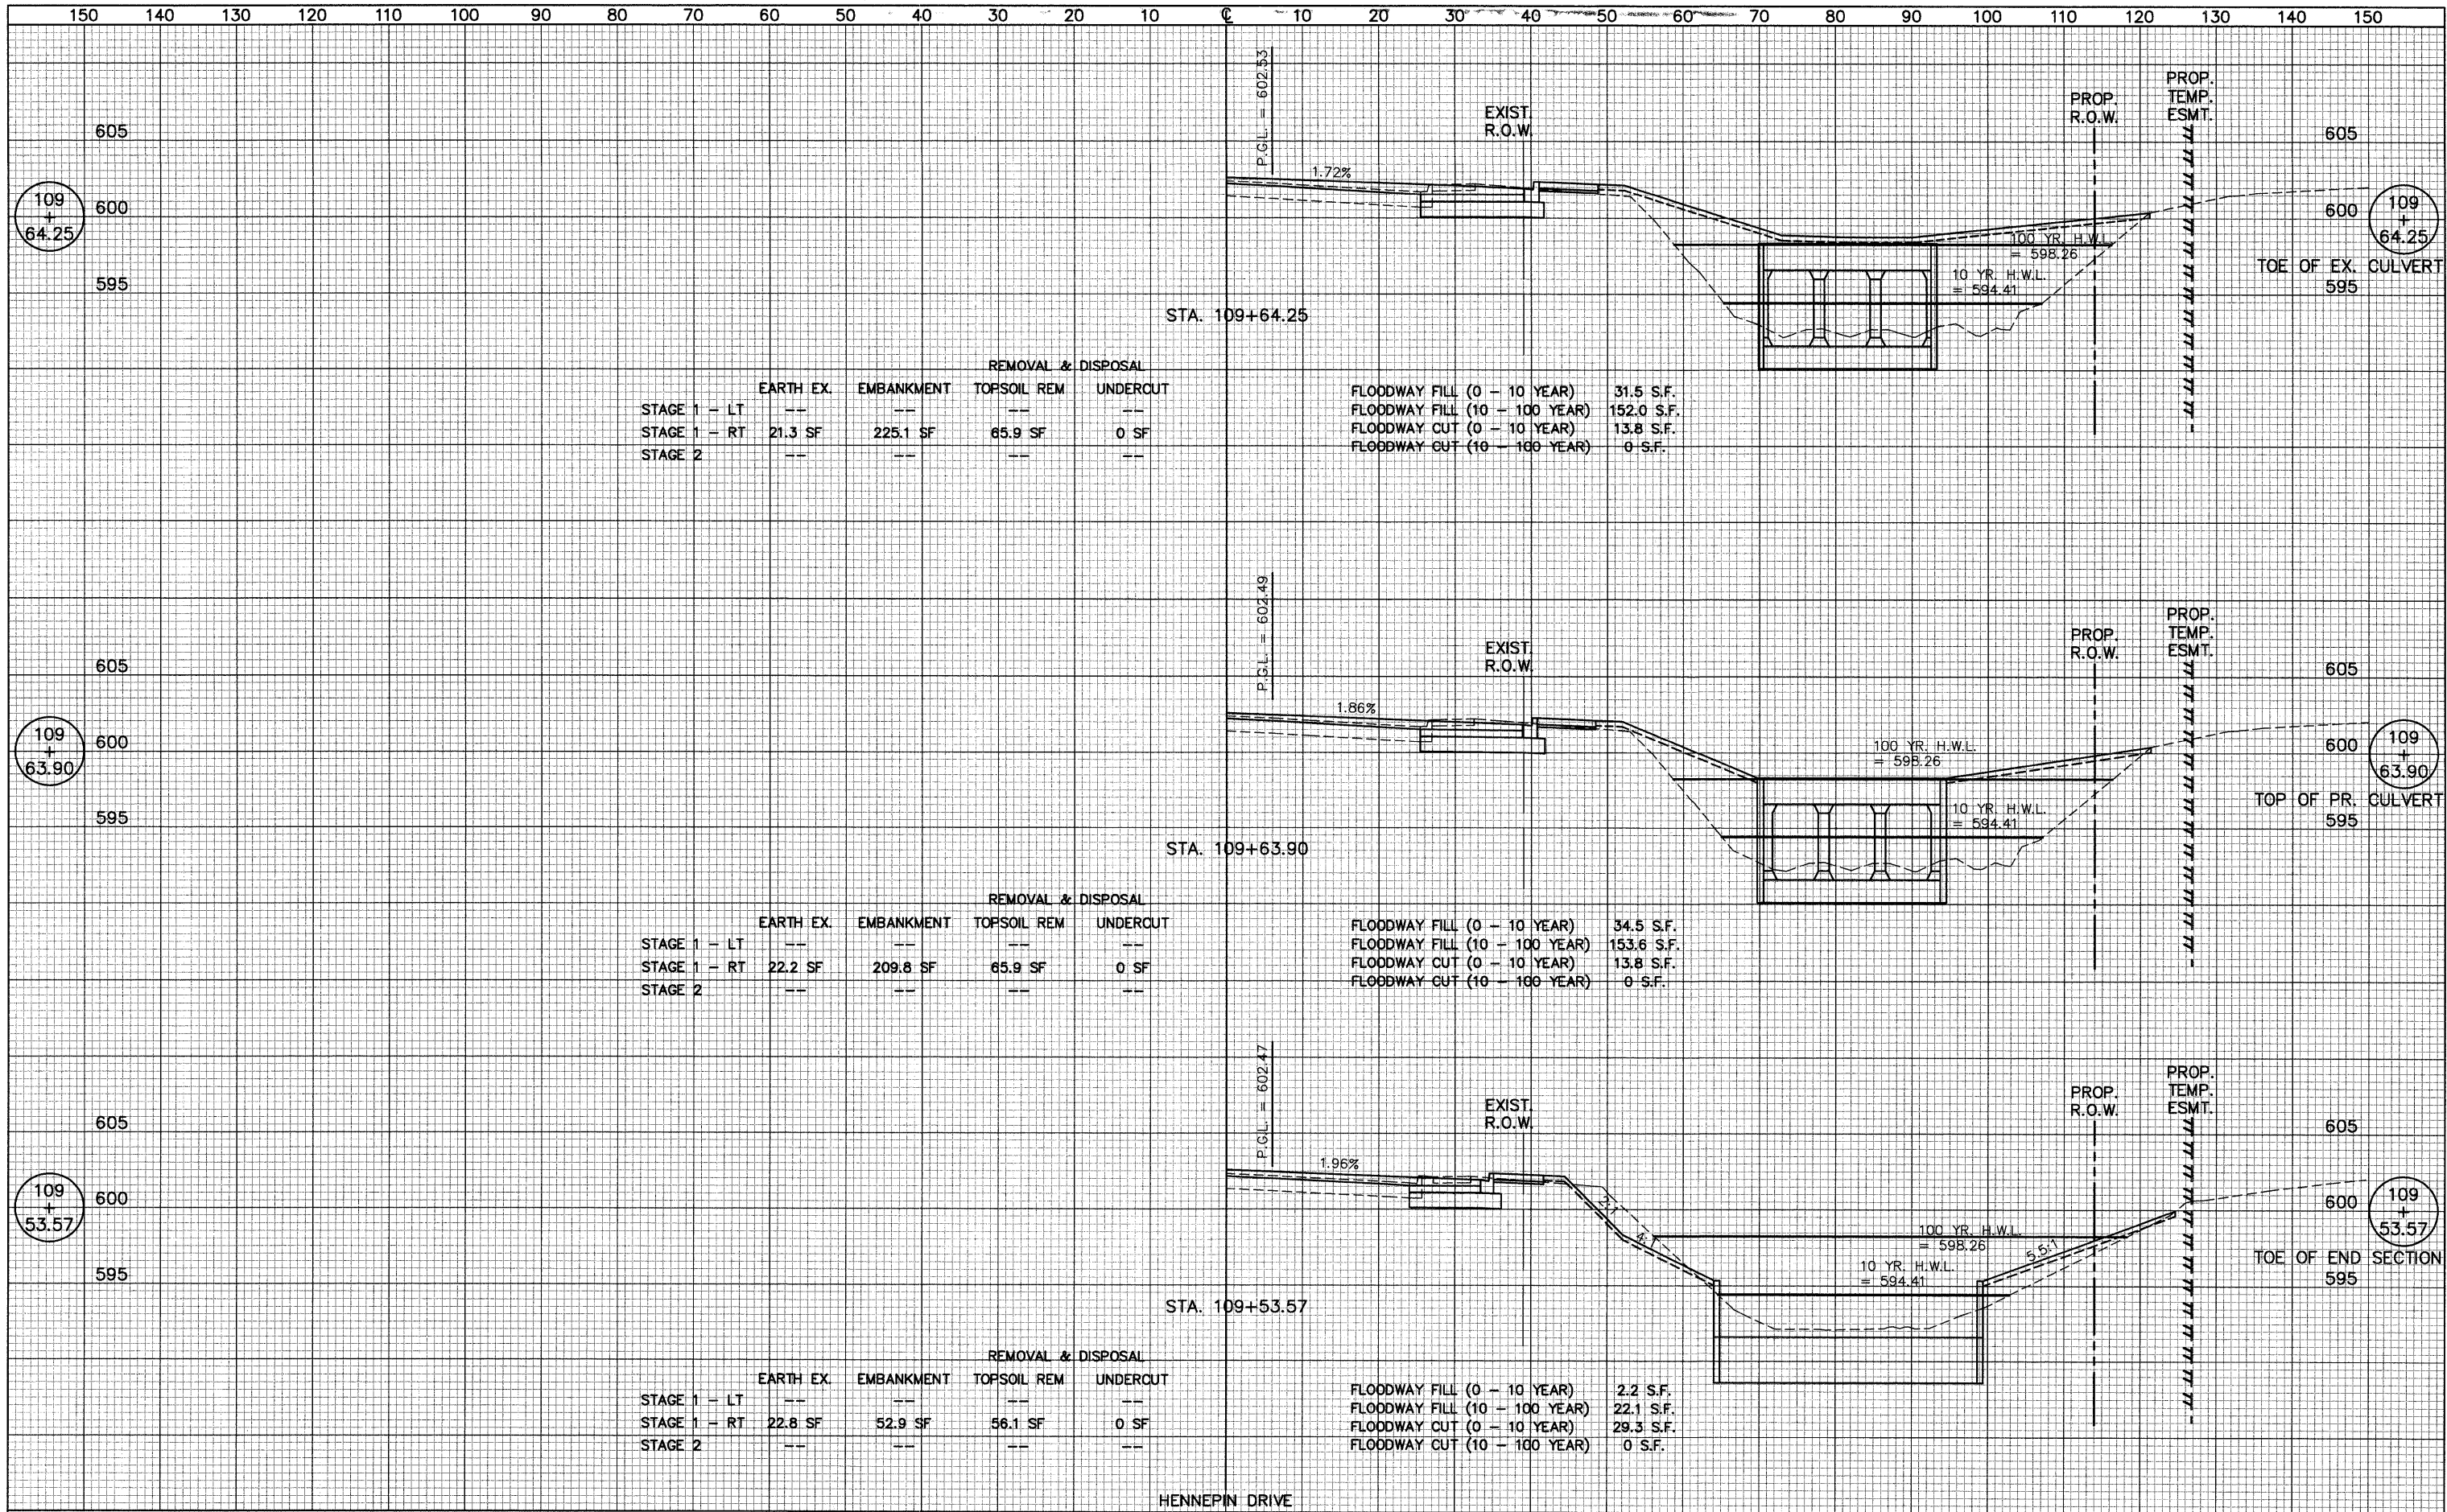 150 140 130 120 110 100 90 80 70 60 50 40 30 20 10 ℄ 10 20 30 40 50 60 70 80 90 100 110 120 130 140 150
P.G.L. = 602.53
PROP.
TEMP.
ESMT.
PROP.
R.O.W.
EXIST.
R.O.W.
605
605
1.72%
109
+
64.25
600
600
109
+
64.25
100 YR. H.W.L.
= 598.26
TOE OF EX. CULVERT
10 YR. H.W.L.
= 594.41
595
595
STA. 109+64.25
REMOVAL & DISPOSAL
EARTH EX. EMBANKMENT TOPSOIL REM UNDERCUT
STAGE 1 - LT -- -- -- --
STAGE 1 - RT 21.3 SF 225.1 SF 65.9 SF 0 SF
STAGE 2 -- -- -- --
FLOODWAY FILL (0 - 10 YEAR) 31.5 S.F.
FLOODWAY FILL (10 - 100 YEAR) 152.0 S.F.
FLOODWAY CUT (0 - 10 YEAR) 13.8 S.F.
FLOODWAY CUT (10 - 100 YEAR) 0 S.F.
P.G.L. = 602.49
PROP.
TEMP.
ESMT.
PROP.
R.O.W.
EXIST.
R.O.W.
605
605
1.86%
109
+
63.90
600
600
109
+
63.90
100 YR. H.W.L.
= 598.26
TOP OF PR. CULVERT
10 YR. H.W.L.
= 594.41
595
595
STA. 109+63.90
REMOVAL & DISPOSAL
EARTH EX. EMBANKMENT TOPSOIL REM UNDERCUT
STAGE 1 - LT -- -- -- --
STAGE 1 - RT 22.2 SF 209.8 SF 65.9 SF 0 SF
STAGE 2 -- -- -- --
FLOODWAY FILL (0 - 10 YEAR) 34.5 S.F.
FLOODWAY FILL (10 - 100 YEAR) 153.6 S.F.
FLOODWAY CUT (0 - 10 YEAR) 13.8 S.F.
FLOODWAY CUT (10 - 100 YEAR) 0 S.F.
P.G.L. = 602.47
PROP.
TEMP.
ESMT.
PROP.
R.O.W.
EXIST.
R.O.W.
605
605
1.96%
109
+
53.57
600
600
109
+
53.57
2:1
4:1
100 YR. H.W.L.
= 598.26
5.5:1
TOE OF END SECTION
10 YR. H.W.L.
= 594.41
595
595
STA. 109+53.57
REMOVAL & DISPOSAL
EARTH EX. EMBANKMENT TOPSOIL REM UNDERCUT
STAGE 1 - LT -- -- -- --
STAGE 1 - RT 22.8 SF 52.9 SF 56.1 SF 0 SF
STAGE 2 -- -- -- --
FLOODWAY FILL (0 - 10 YEAR) 2.2 S.F.
FLOODWAY FILL (10 - 100 YEAR) 22.1 S.F.
FLOODWAY CUT (0 - 10 YEAR) 29.3 S.F.
FLOODWAY CUT (10 - 100 YEAR) 0 S.F.
HENNEPIN DRIVE